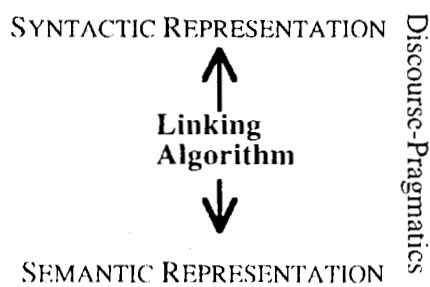 SYNTACTIC REPRESENTATION
Linking
Algorithm
SEMANTIC REPRESENTATION
Discourse-Pragmatics